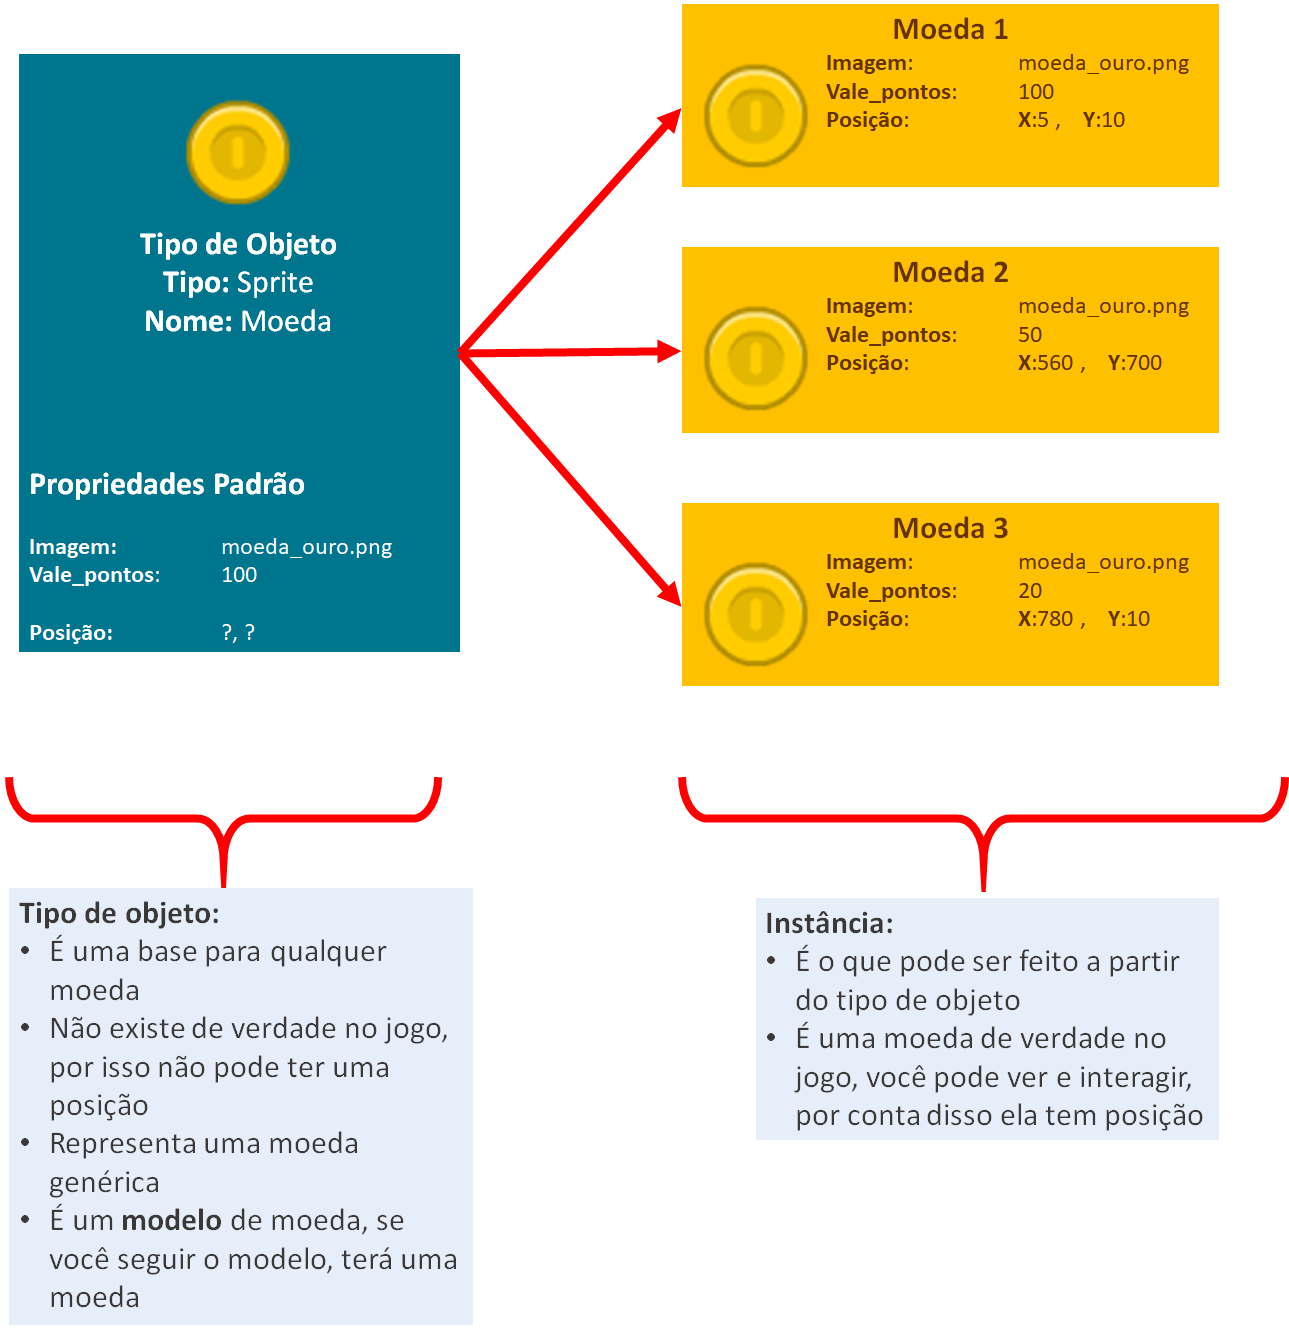 Tipo de Objeto
Tipo: Sprite
Nome: Moeda
Propriedades Padrão
Imagem: moeda_ouro.png
Vale_pontos: 100
Posição: ?, ?
Moeda 1
Imagem: moeda_ouro.png
Vale_pontos: 100
Posição: X:5 , Y:10
Moeda 2
Imagem: moeda_ouro.png
Vale_pontos: 50
Posição: X:560 , Y:700
Moeda 3
Imagem: moeda_ouro.png
Vale_pontos: 20
Posição: X:780 , Y:10
Tipo de objeto:
• É uma base para qualquer
moeda
• Não existe de verdade no jogo,
por isso não pode ter uma
posição
• Representa uma moeda
genérica
• É um modelo de moeda, se
você seguir o modelo, terá uma
moeda
Instância:
• É o que pode ser feito a partir
do tipo de objeto
• É uma moeda de verdade no
jogo, você pode ver e interagir,
por conta disso ela tem posição